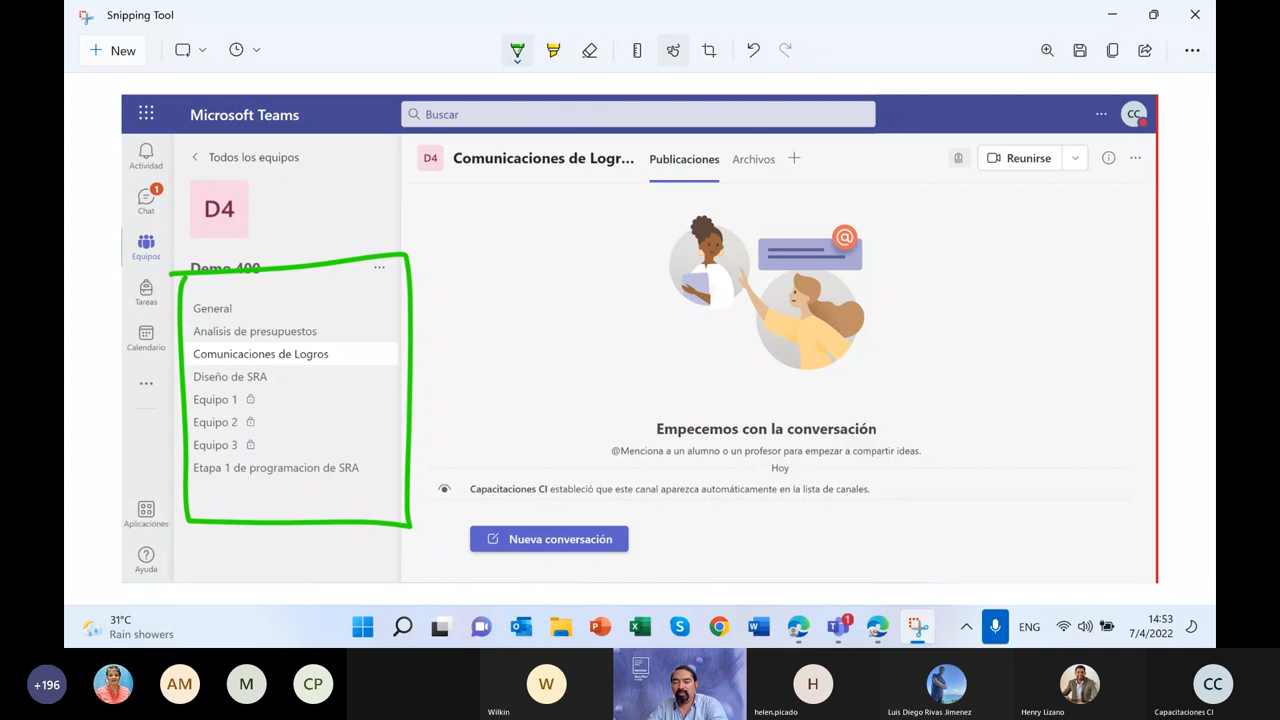 Snipping Tool
New
Microsoft Teams
Buscar
CC
Actividad
1
Chat
Equipos
Tareas
Calendario
Aplicaciones
Ayuda
Todos los equipos
D4
Demo 400
General
Analisis de presupuestos
Comunicaciones de Logros
Diseño de SRA
Equipo 1
Equipo 2
Equipo 3
Etapa 1 de programacion de SRA
D4 Comunicaciones de Logr... Publicaciones Archivos Reunirse
@
Empecemos con la conversación
@Menciona a un alumno o un profesor para empezar a compartir ideas.
Hoy
Capacitaciones CI estableció que este canal aparezca automáticamente en la lista de canales.
Nueva conversación
31°C
Rain showers
1
ENG
14:53
7/4/2022
+196
AM
M
CP
W
Wilkin
H
helen.picado
Luis Diego Rivas Jimenez
Henry Lizano
CC
Capacitaciones CI